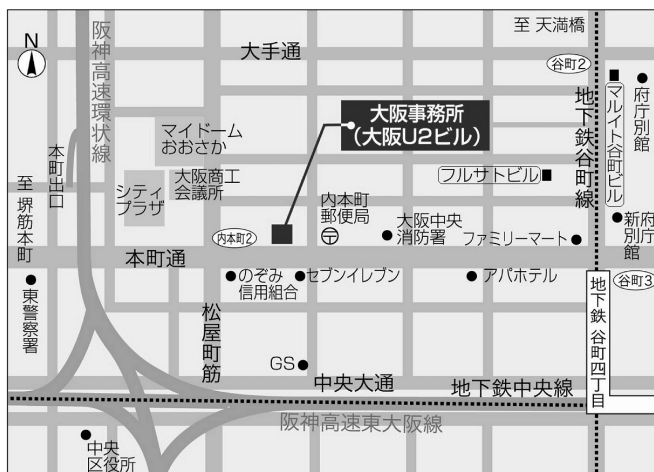 至 天満橋
N
大手通
谷町2
阪神高速環状線
地下鉄谷町線
マルイト谷町ビル
府庁別館
大阪事務所
(大阪U2ビル)
マイドーム
おおさか
本町出口
至 堺筋本町
シティ
プラザ
大阪商工
会議所
フルサトビル
内本町
郵便局
内本町2
大阪中央
消防署
ファミリーマート
新府庁
別館
本町通
のぞみ
信用組合
セブンイレブン
アパホテル
谷町3
東警察署
松屋町筋
地下鉄 谷町四丁目
GS
中央大通
地下鉄中央線
阪神高速東大阪線
中央
区役所